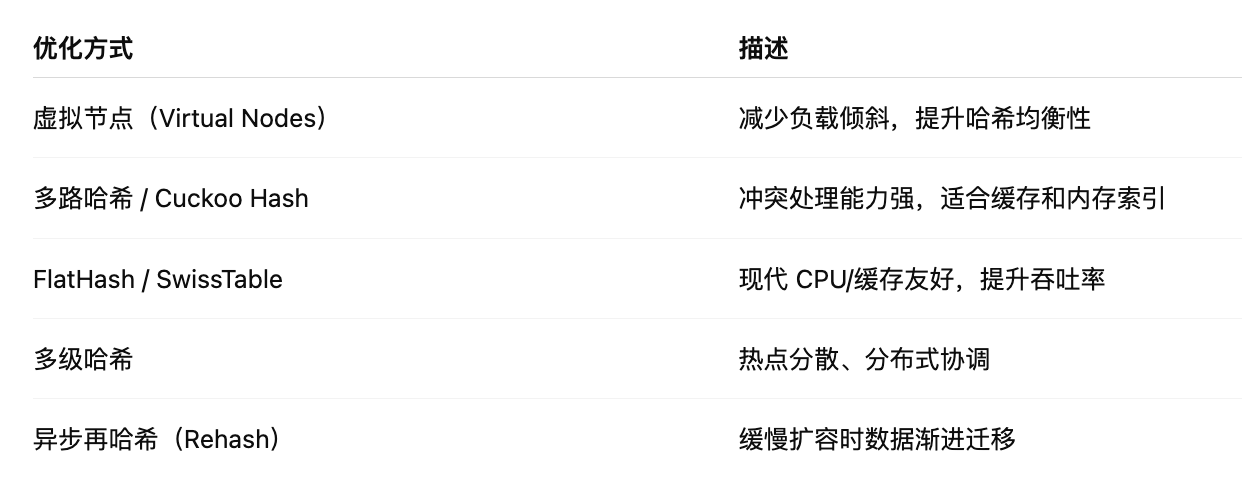 优化方式 描述
虚拟节点（Virtual Nodes） 减少负载倾斜，提升哈希均衡性
多路哈希 / Cuckoo Hash 冲突处理能力强，适合缓存和内存索引
FlatHash / SwissTable 现代 CPU/缓存友好，提升吞吐率
多级哈希 热点分散、分布式协调
异步再哈希（Rehash） 缓慢扩容时数据渐进迁移